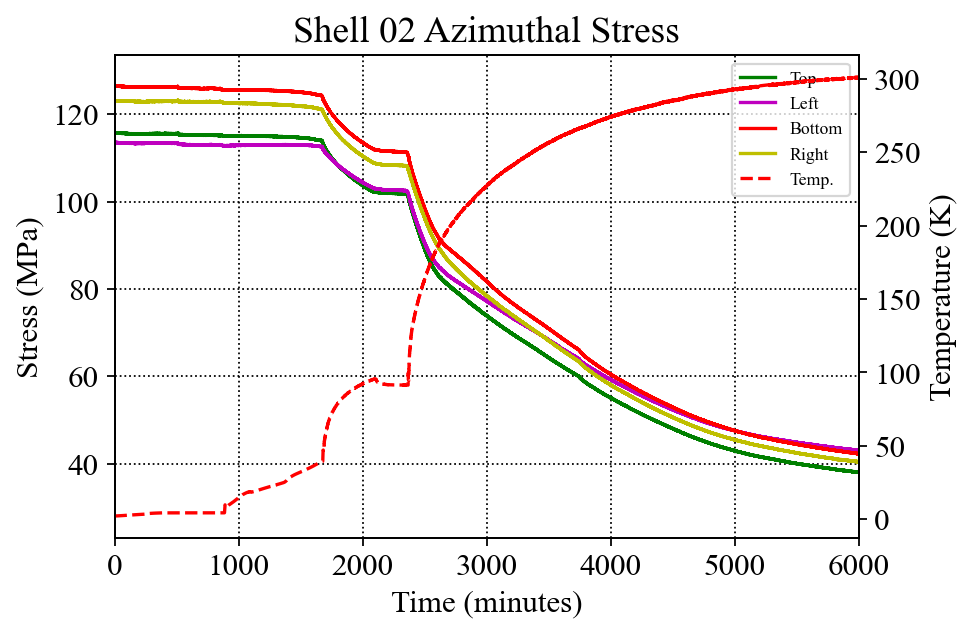 Shell 02 Azimuthal Stress
Stress (MPa)
120
100
80
60
40
Top
Left
Bottom
Right
Temp.
300
250
200
150
100
50
0
Temperature (K)
0 1000 2000 3000 4000 5000 6000
Time (minutes)